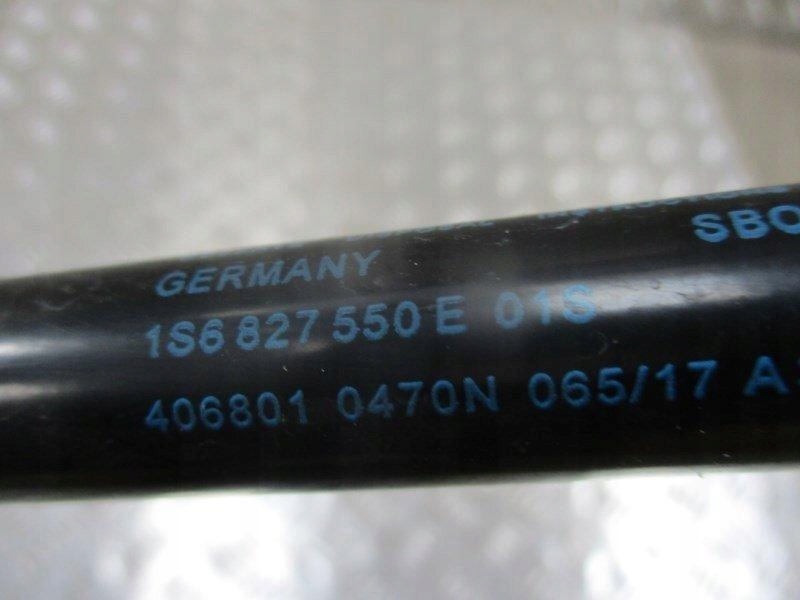 SBO
GERMANY
1S6 827 550 E 01S
406801 0470N 065/17 A